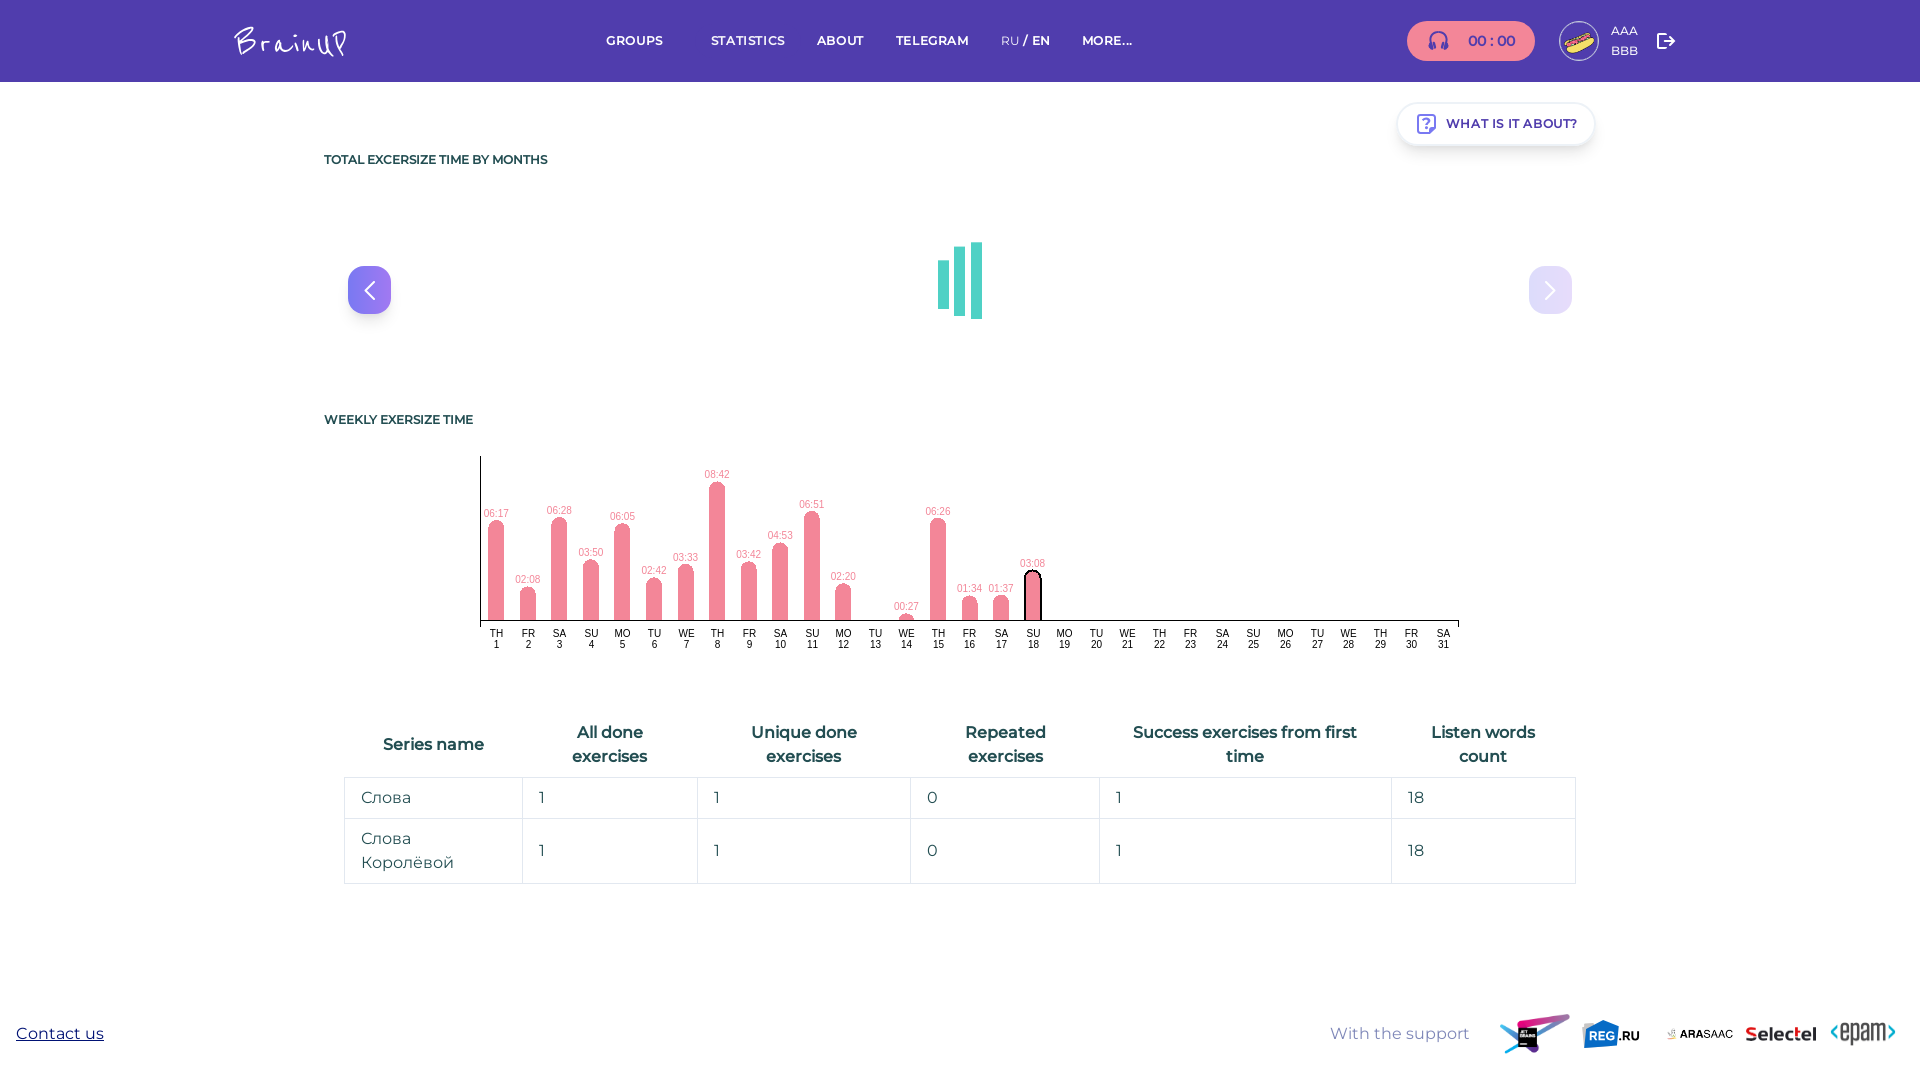 BrainUP
GROUPS STATISTICS ABOUT TELEGRAM RU / EN MORE...
00 : 00
AAA
BBB
WHAT IS IT ABOUT?
TOTAL EXCERSIZE TIME BY MONTHS
WEEKLY EXERSIZE TIME
06:17 02:08 06:28 03:50 06:05 02:42 03:33 08:42 03:42 04:53 06:51 02:20 00:27 06:26 01:34 01:37 03:08
TH FR SA SU MO TU WE TH FR SA SU MO TU WE TH FR SA SU MO TU WE TH FR SA SU MO TU WE TH FR SA
1 2 3 4 5 6 7 8 9 10 11 12 13 14 15 16 17 18 19 20 21 22 23 24 25 26 27 28 29 30 31
Series name All done exercises Unique done exercises Repeated exercises Success exercises from first time Listen words count
Слова 1 1 0 1 18
Слова Королёвой 1 1 0 1 18
Contact us
With the support
REG.RU
ARASAAC
Selectel
<epam>